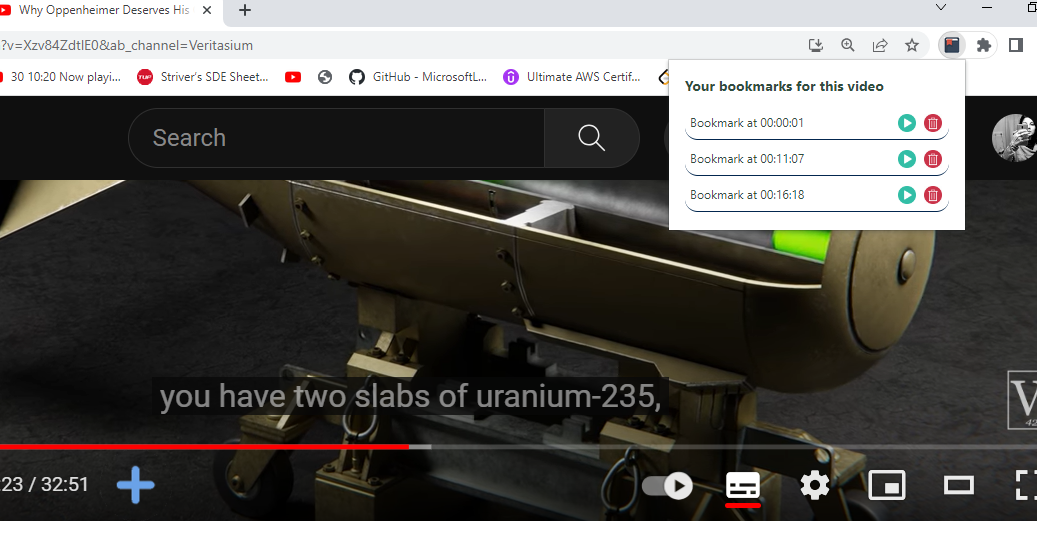 Why Oppenheimer Deserves His
?v=Xzv84ZdtlE0&ab_channel=Veritasium
30 10:20 Now playi...
TUF
Striver's SDE Sheet...
GitHub - MicrosoftL...
Ultimate AWS Certif...
Your bookmarks for this video
Bookmark at 00:00:01
Bookmark at 00:11:07
Bookmark at 00:16:18
Search
you have two slabs of uranium-235,
V
42
:23 / 32:51